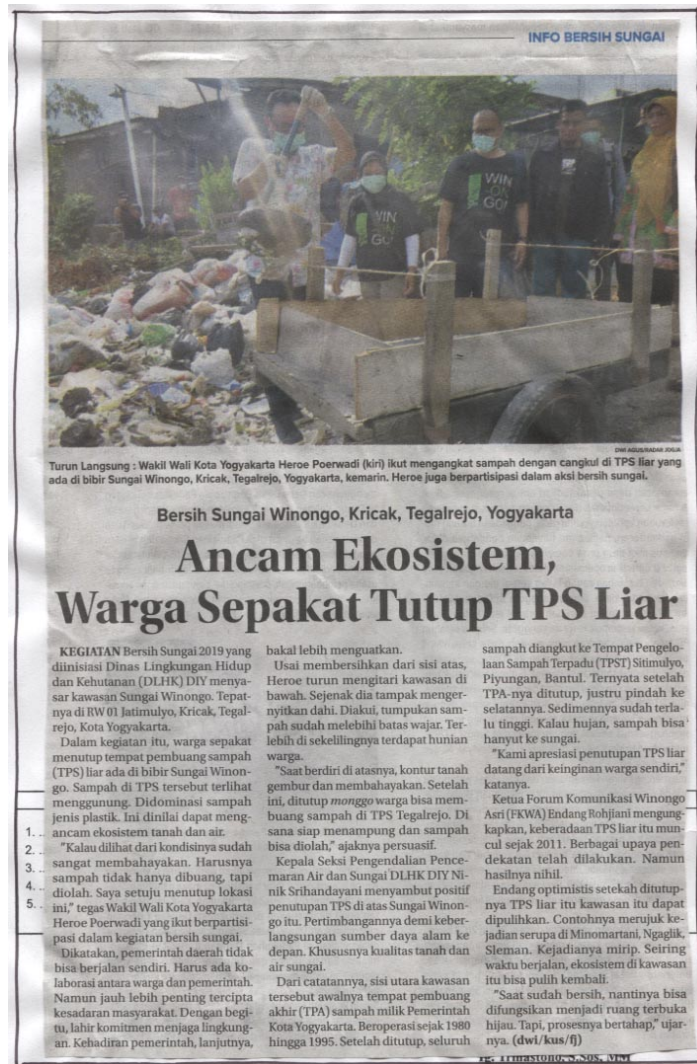 INFO BERSIH SUNGAI
WIN
ON
GO!
WIN
-ON
GO!
DWI AGUS/RADAR JOGJA
Turun Langsung : Wakil Wali Kota Yogyakarta Heroe Poerwadi (kiri) ikut mengangkat sampah dengan cangkul di TPS liar yang
ada di bibir Sungai Winongo, Kricak, Tegalrejo, Yogyakarta, kemarin. Heroe juga berpartisipasi dalam aksi bersih sungai.
Bersih Sungai Winongo, Kricak, Tegalrejo, Yogyakarta
Ancam Ekosistem,
Warga Sepakat Tutup TPS Liar
KEGIATAN Bersih Sungai 2019 yang
diinisiasi Dinas Lingkungan Hidup
dan Kehutanan (DLHK) DIY menya-
sar kawasan Sungai Winongo. Tepat-
nya di RW 01 Jatimulyo, Kricak, Tegal-
rejo, Kota Yogyakarta.
Dalam kegiatan itu, warga sepakat
menutup tempat pembuang sampah
(TPS) liar ada di bibir Sungai Winon-
go. Sampah di TPS tersebut terlihat
menggunung. Didominasi sampah
jenis plastik. Ini dinilai dapat meng-
ancam ekosistem tanah dan air.
"Kalau dilihat dari kondisinya sudah
sangat membahayakan. Harusnya
sampah tidak hanya dibuang, tapi
diolah. Saya setuju menutup lokasi
ini," tegas Wakil Wali Kota Yogyakarta
Heroe Poerwadi yang ikut berpartisi-
pasi dalam kegiatan bersih sungai.
Dikatakan, pemerintah daerah tidak
bisa berjalan sendiri. Harus ada ko-
laborasi antara warga dan pemerintah.
Namun jauh lebih penting tercipta
kesadaran masyarakat. Dengan begi-
tu, lahir komitmen menjaga lingkung-
an. Kehadiran pemerintah, lanjutnya,
bakal lebih menguatkan.
Usai membersihkan dari sisi atas,
Heroe turun mengitari kawasan di
bawah. Sejenak dia tampak menger-
nyitkan dahi. Diakui, tumpukan sam-
pah sudah melebihi batas wajar. Ter-
lebih di sekelilingnya terdapat hunian
warga.
"Saat berdiri di atasnya, kontur tanah
gembur dan membahayakan. Setelah
ini, ditutup monggo warga bisa mem-
buang sampah di TPS Tegalrejo. Di
sana siap menampung dan sampah
bisa diolah," ajaknya persuasif.
Kepala Seksi Pengendalian Pence-
maran Air dan Sungai DLHK DIY Ni-
nik Srihandayani menyambut positif
penutupan TPS di atas Sungai Winon-
go itu. Pertimbangannya demi keber-
langsungan sumber daya alam ke
depan. Khususnya kualitas tanah dan
air sungai.
Dari catatannya, sisi utara kawasan
tersebut awalnya tempat pembuang
akhir (TPA) sampah milik Pemerintah
Kota Yogyakarta. Beroperasi sejak 1980
hingga 1995. Setelah ditutup, seluruh
sampah diangkut ke Tempat Pengelo-
laan Sampah Terpadu (TPST) Sitimulyo,
Piyungan, Bantul. Ternyata setelah
TPA-nya ditutup, justru pindah ke
selatannya. Sedimennya sudah terla-
lu tinggi. Kalau hujan, sampah bisa
hanyut ke sungai.
"Kami apresiasi penutupan TPS liar
datang dari keinginan warga sendiri,"
katanya.
Ketua Forum Komunikasi Winongo
Asri (FKWA) Endang Rohjiani mengung-
kapkan, keberadaan TPS liar itu mun-
cul sejak 2011. Berbagai upaya pen-
dekatan telah dilakukan. Namun
hasilnya nihil.
Endang optimistis setekah ditutup-
nya TPS liar itu kawasan itu dapat
dipulihkan. Contohnya merujuk ke-
jadian serupa di Minomartani, Ngaglik,
Sleman. Kejadianya mirip. Seiring
waktu berjalan, ekosistem di kawasan
itu bisa pulih kembali.
"Saat sudah bersih, nantinya bisa
difungsikan menjadi ruang terbuka
hijau. Tapi, prosesnya bertahap," ujar-
nya. (dwi/kus/fj)
1. ..
2. ..
3. ..
4. ..
5. ..
Ig. Trihastono, S.Sos, MM